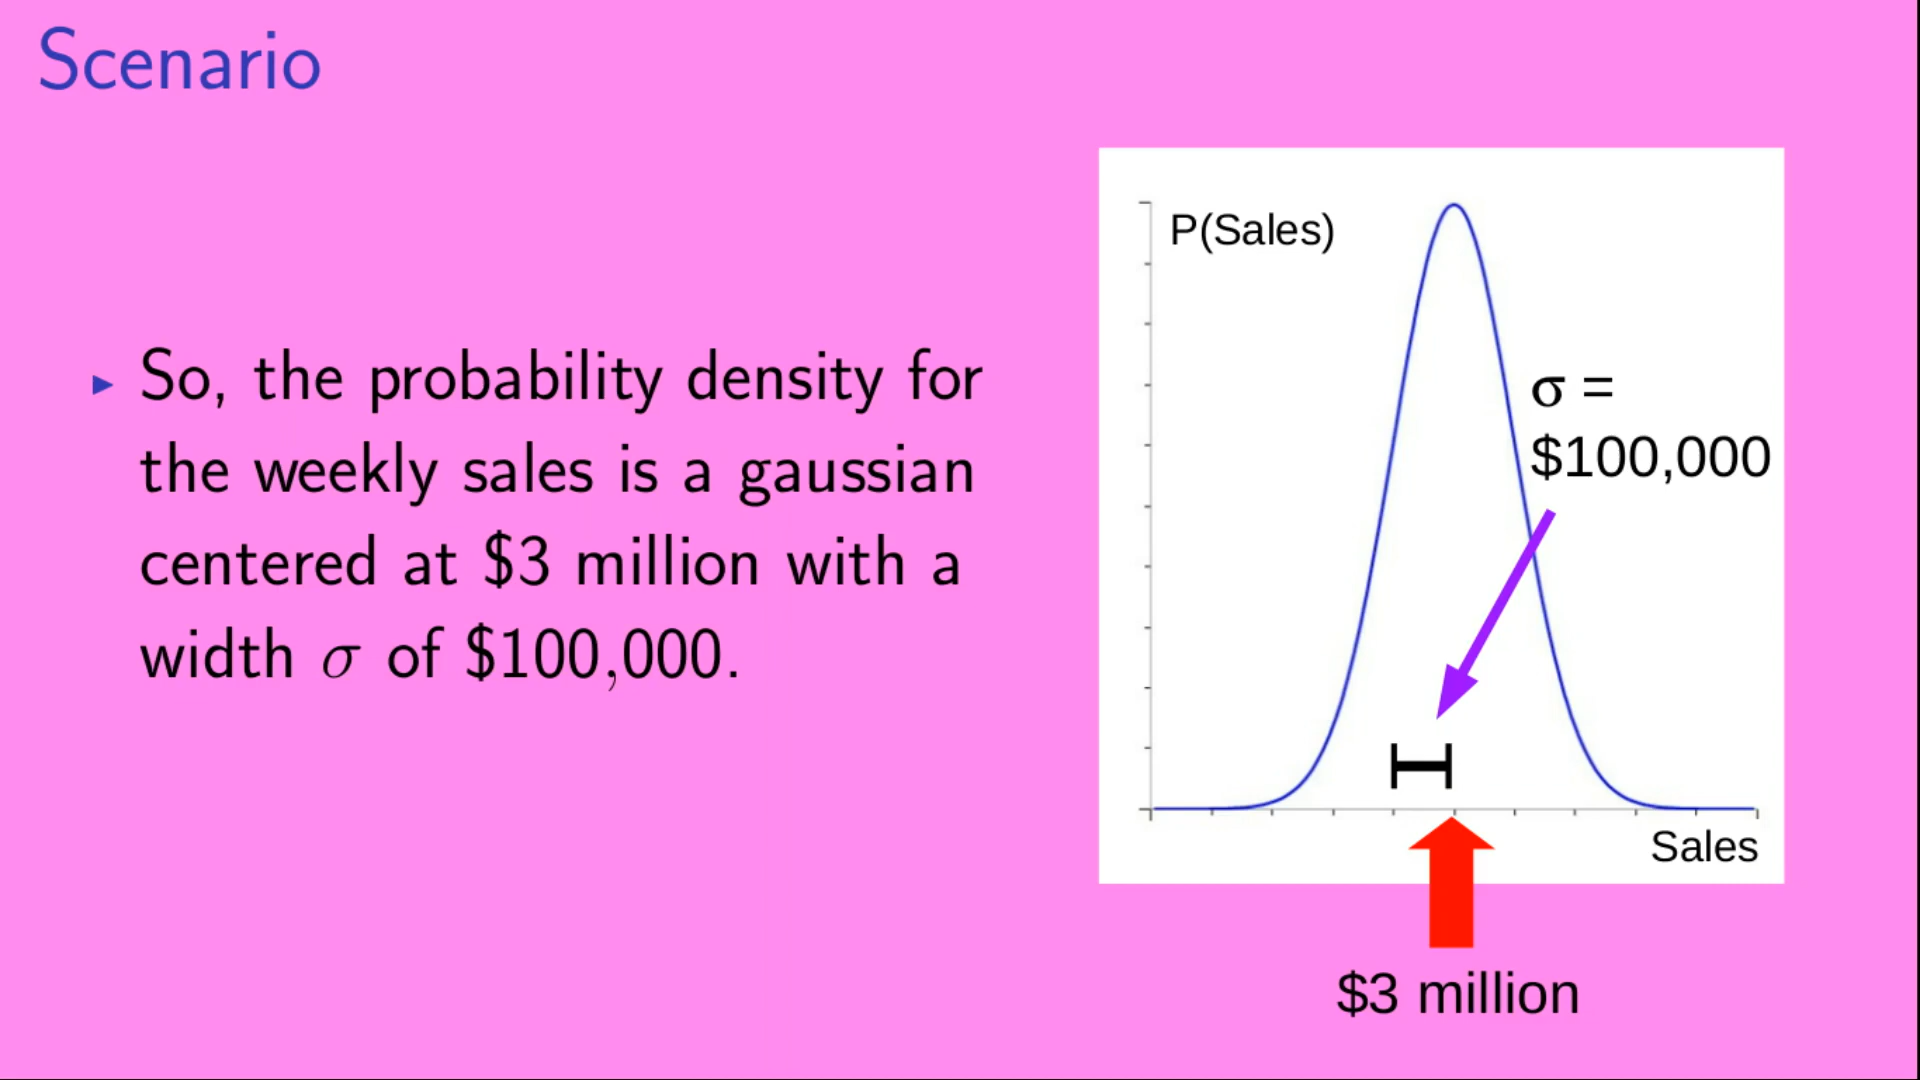 Scenario
So, the probability density for
the weekly sales is a gaussian
centered at $3 million with a
width σ of $100,000.
P(Sales)
σ =
$100,000
Sales
$3 million